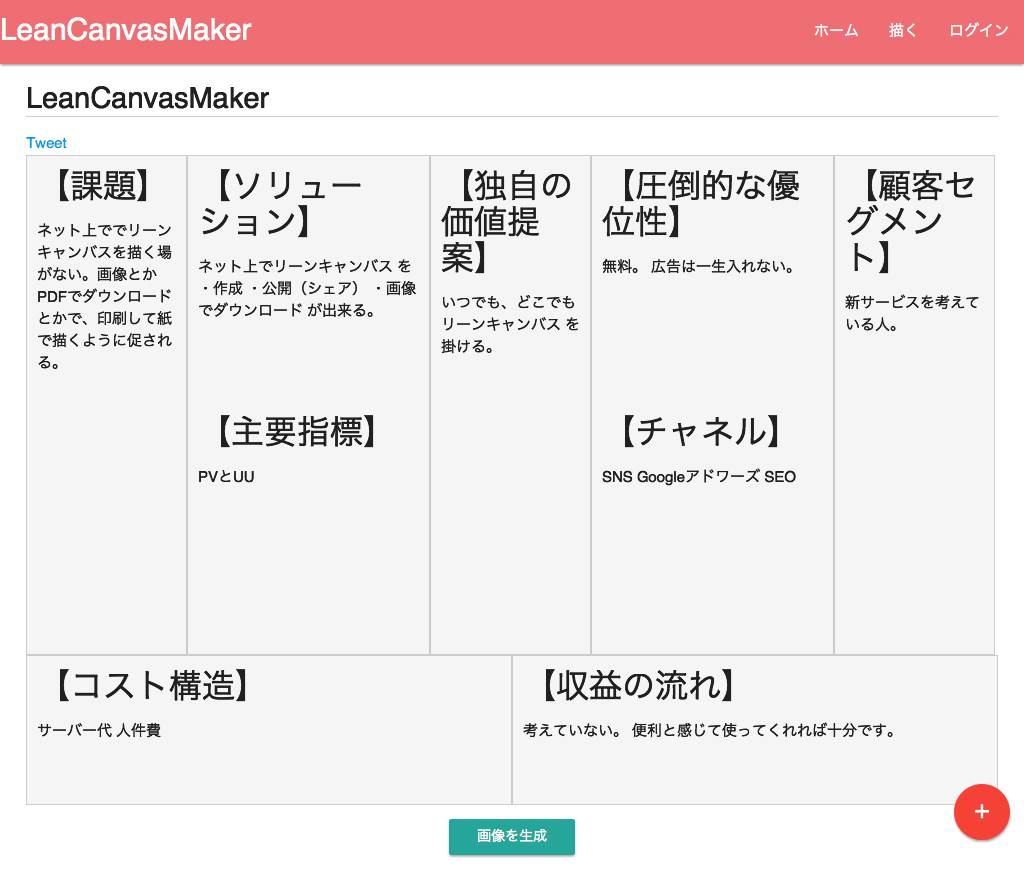 LeanCanvasMaker
ホーム 描く ログイン
LeanCanvasMaker
Tweet
【課題】
ネット上ででリーン
キャンバスを描く場
がない。画像とか
PDFでダウンロード
とかで、印刷して紙
で描くように促され
る。
【ソリュー
ション】
ネット上でリーンキャンバス を
・作成 ・公開（シェア） ・画像
でダウンロード が出来る。
【主要指標】
PVとUU
【独自の
価値提
案】
いつでも、どこでも
リーンキャンバス を
掛ける。
【圧倒的な優
位性】
無料。 広告は一生入れない。
【チャネル】
SNS Googleアドワーズ SEO
【顧客セ
グメン
ト】
新サービスを考えて
いる人。
【コスト構造】
サーバー代 人件費
【収益の流れ】
考えていない。 便利と感じて使ってくれれば十分です。
+
画像を生成